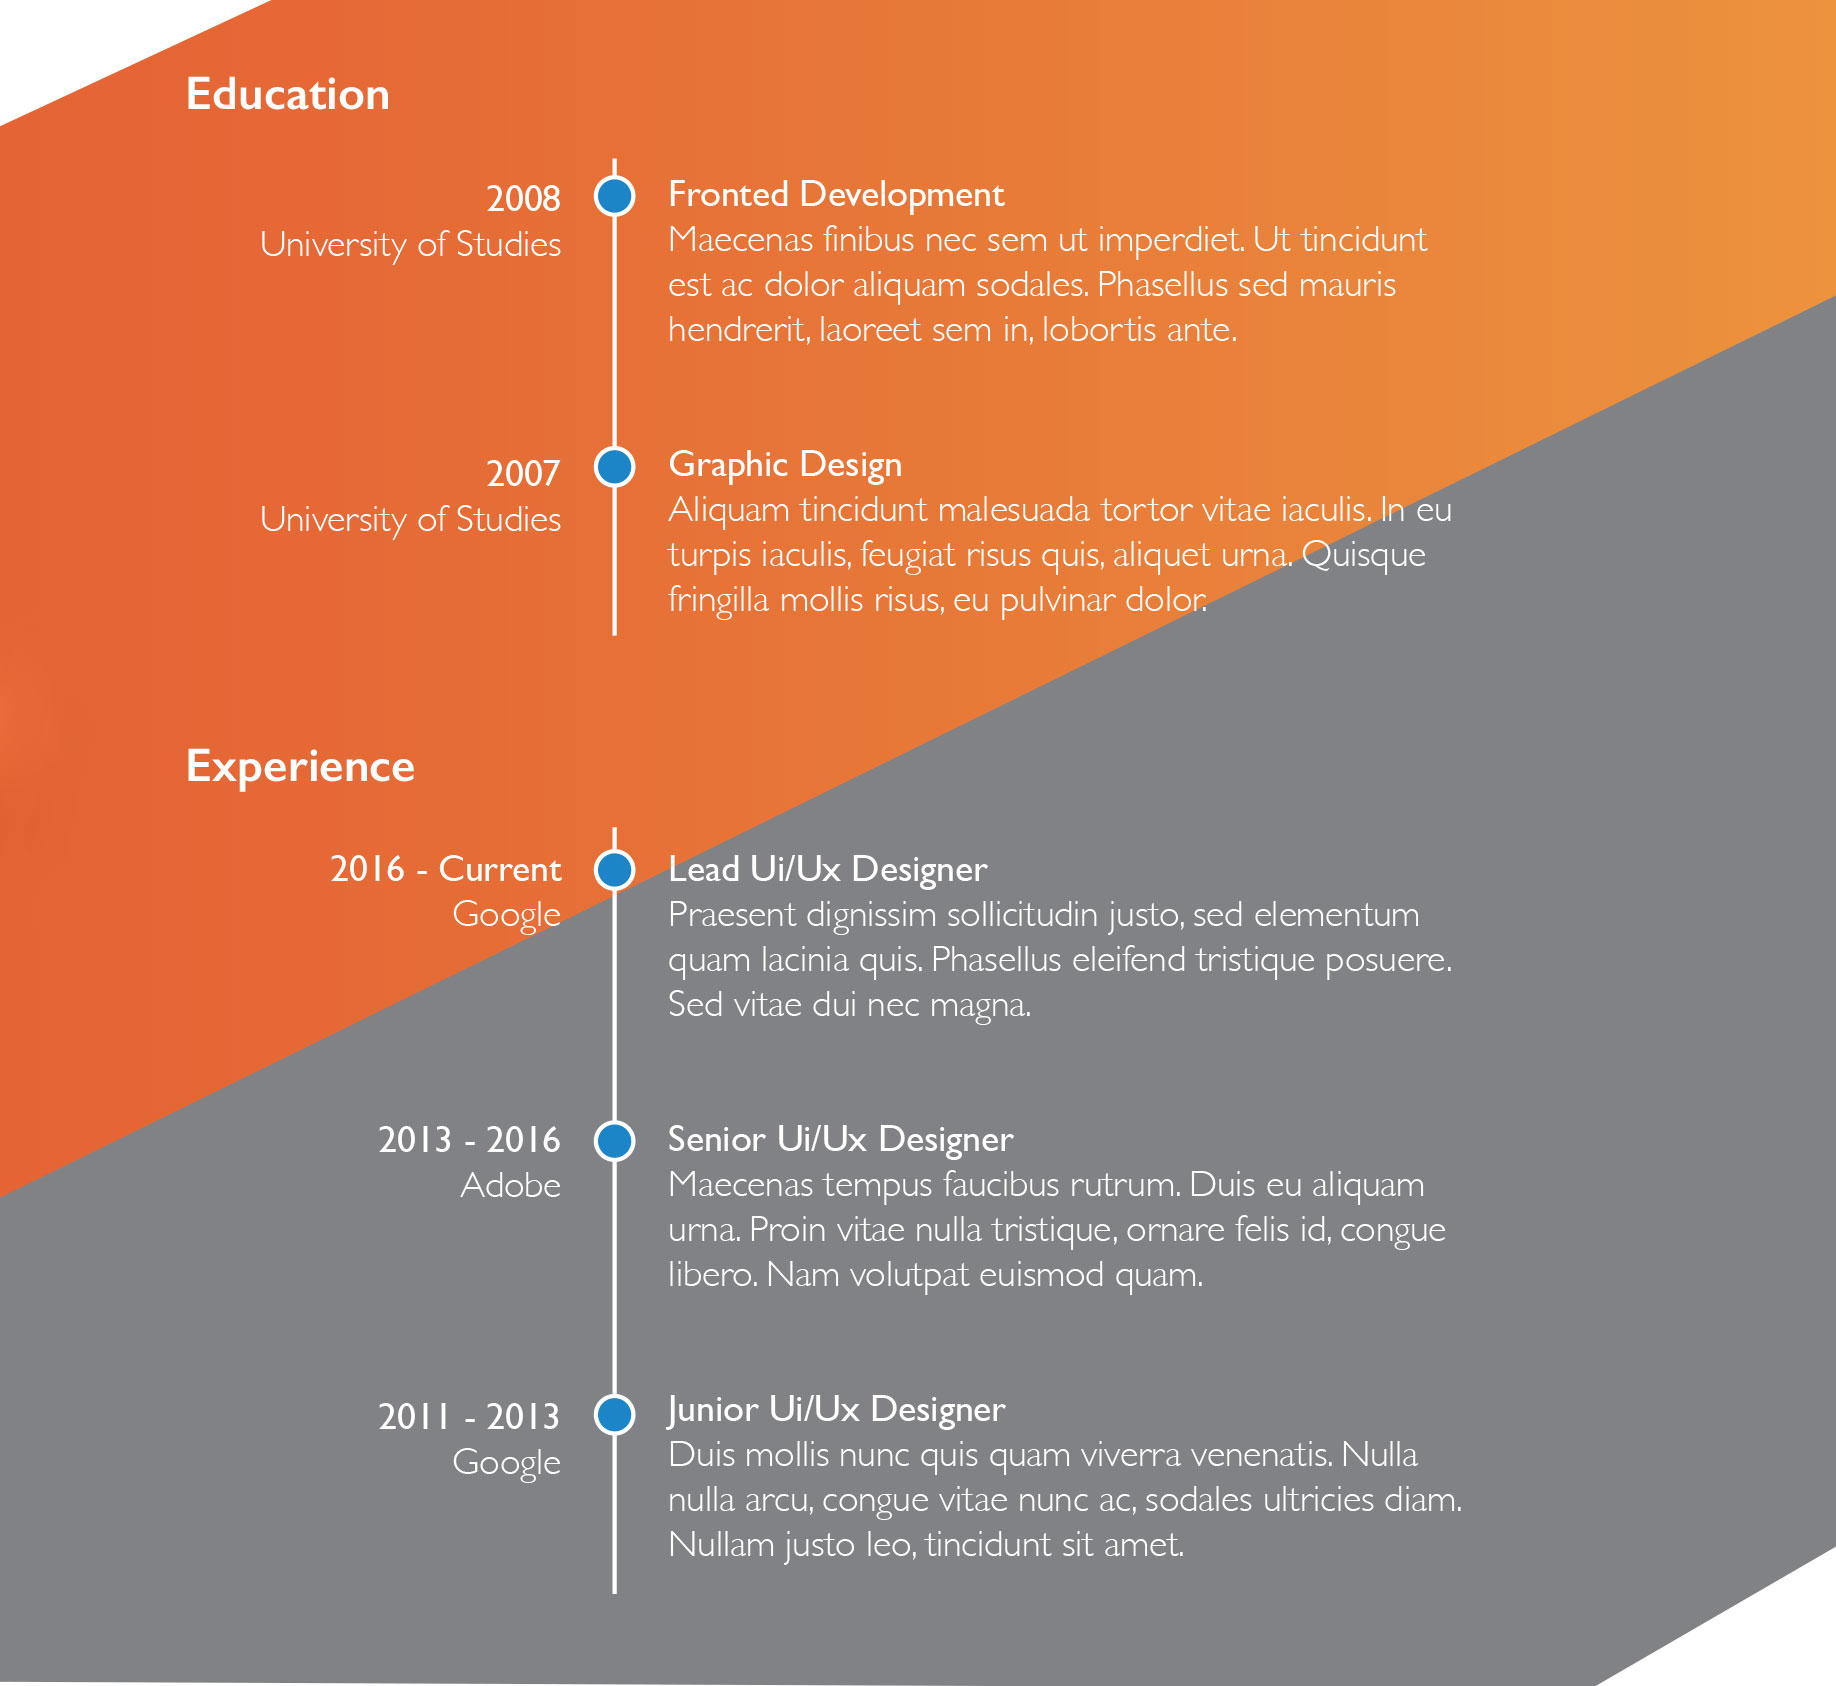 Education
2008
University of Studies
Fronted Development
Maecenas finibus nec sem ut imperdiet. Ut tincidunt
est ac dolor aliquam sodales. Phasellus sed mauris
hendrerit, laoreet sem in, lobortis ante.
2007
University of Studies
Graphic Design
Aliquam tincidunt malesuada tortor vitae iaculis. In eu
turpis iaculis, feugiat risus quis, aliquet urna. Quisque
fringilla mollis risus, eu pulvinar dolor.
Experience
2016 - Current
Google
Lead Ui/Ux Designer
Praesent dignissim sollicitudin justo, sed elementum
quam lacinia quis. Phasellus eleifend tristique posuere.
Sed vitae dui nec magna.
2013 - 2016
Adobe
Senior Ui/Ux Designer
Maecenas tempus faucibus rutrum. Duis eu aliquam
urna. Proin vitae nulla tristique, ornare felis id, congue
libero. Nam volutpat euismod quam.
2011 - 2013
Google
Junior Ui/Ux Designer
Duis mollis nunc quis quam viverra venenatis. Nulla
nulla arcu, congue vitae nunc ac, sodales ultricies diam.
Nullam justo leo, tincidunt sit amet.